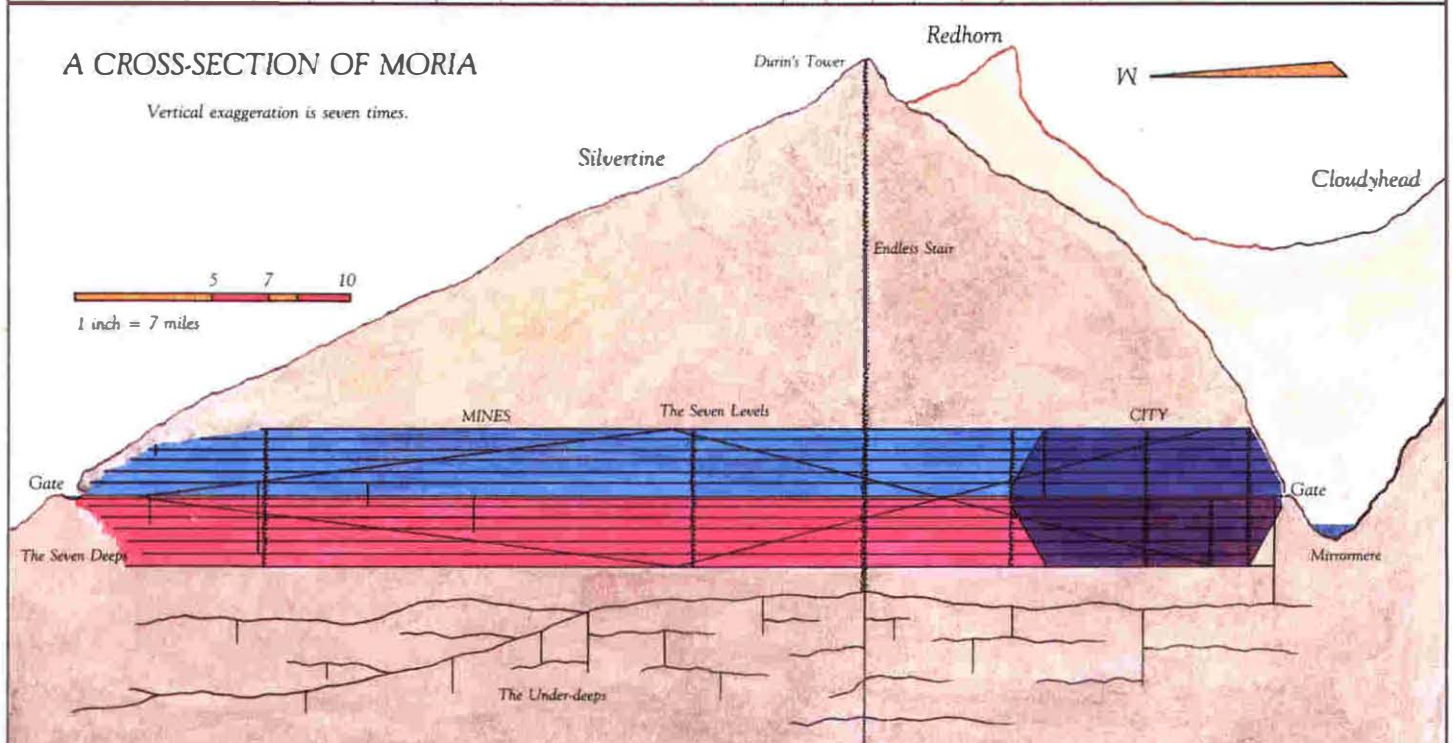 A CROSS-SECTION OF MORIA
Vertical exaggeration is seven times.
Durin's Tower
Redhorn
W
Silvertine
Cloudyhead
Endless Stair
5 7 10
1 inch = 7 miles
MINES
The Seven Levels
CITY
Gate
Gate
The Seven Deeps
Mirrormere
The Under-deeps